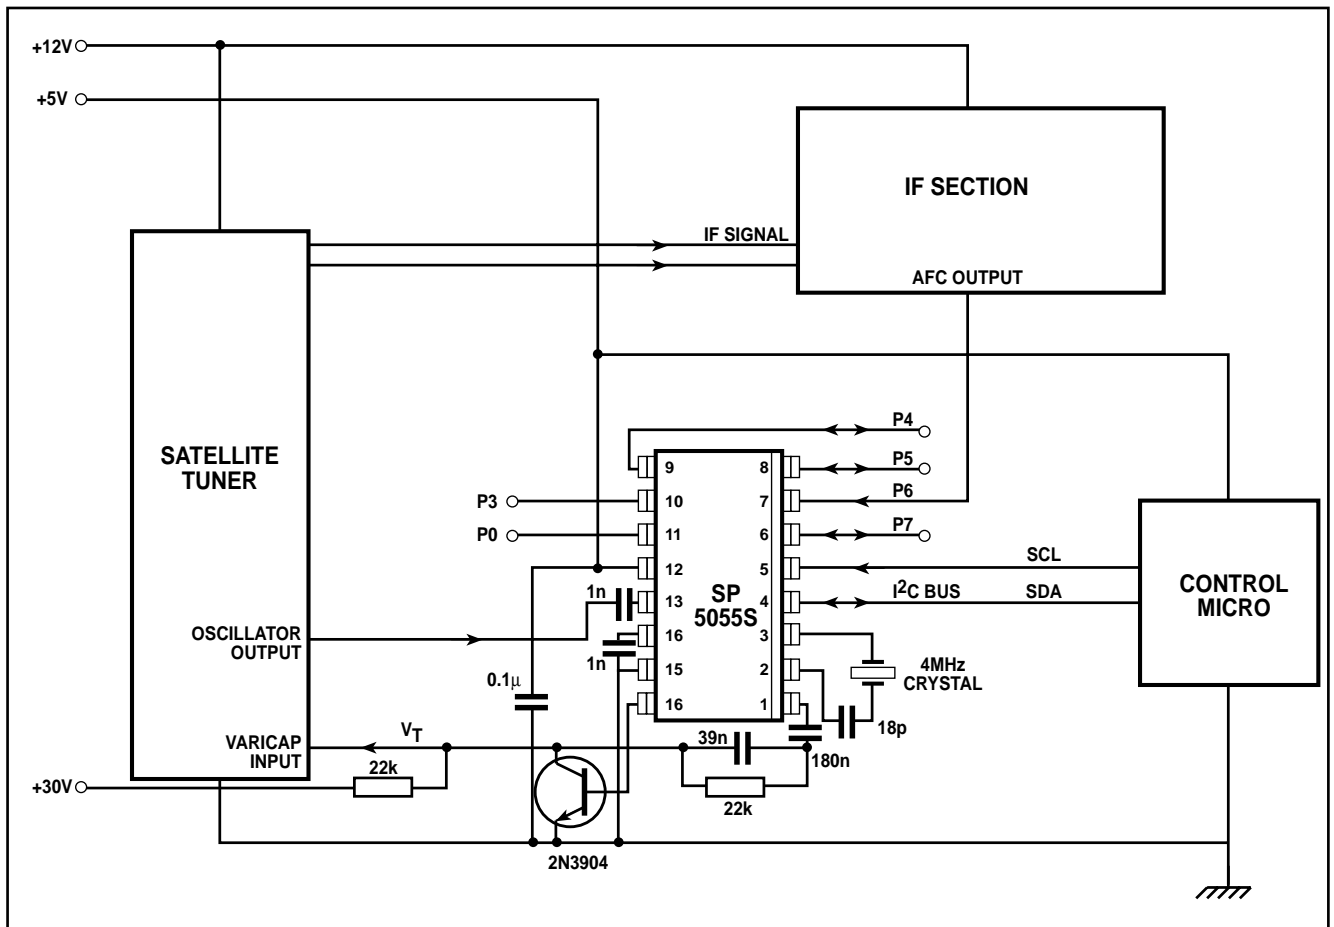 +12V
+5V
IF SECTION
IF SIGNAL
AFC OUTPUT
SATELLITE
TUNER
P4
P5
P6
P7
P3
P0
9
10
11
12
13
16
15
16
8
7
6
5
4
3
2
1
SP
5055S
SCL
I²C BUS
SDA
CONTROL
MICRO
1n
1n
0.1μ
OSCILLATOR
OUTPUT
4MHz
CRYSTAL
18p
39n
180n
22k
VARICAP
INPUT
VT
+30V
22k
2N3904